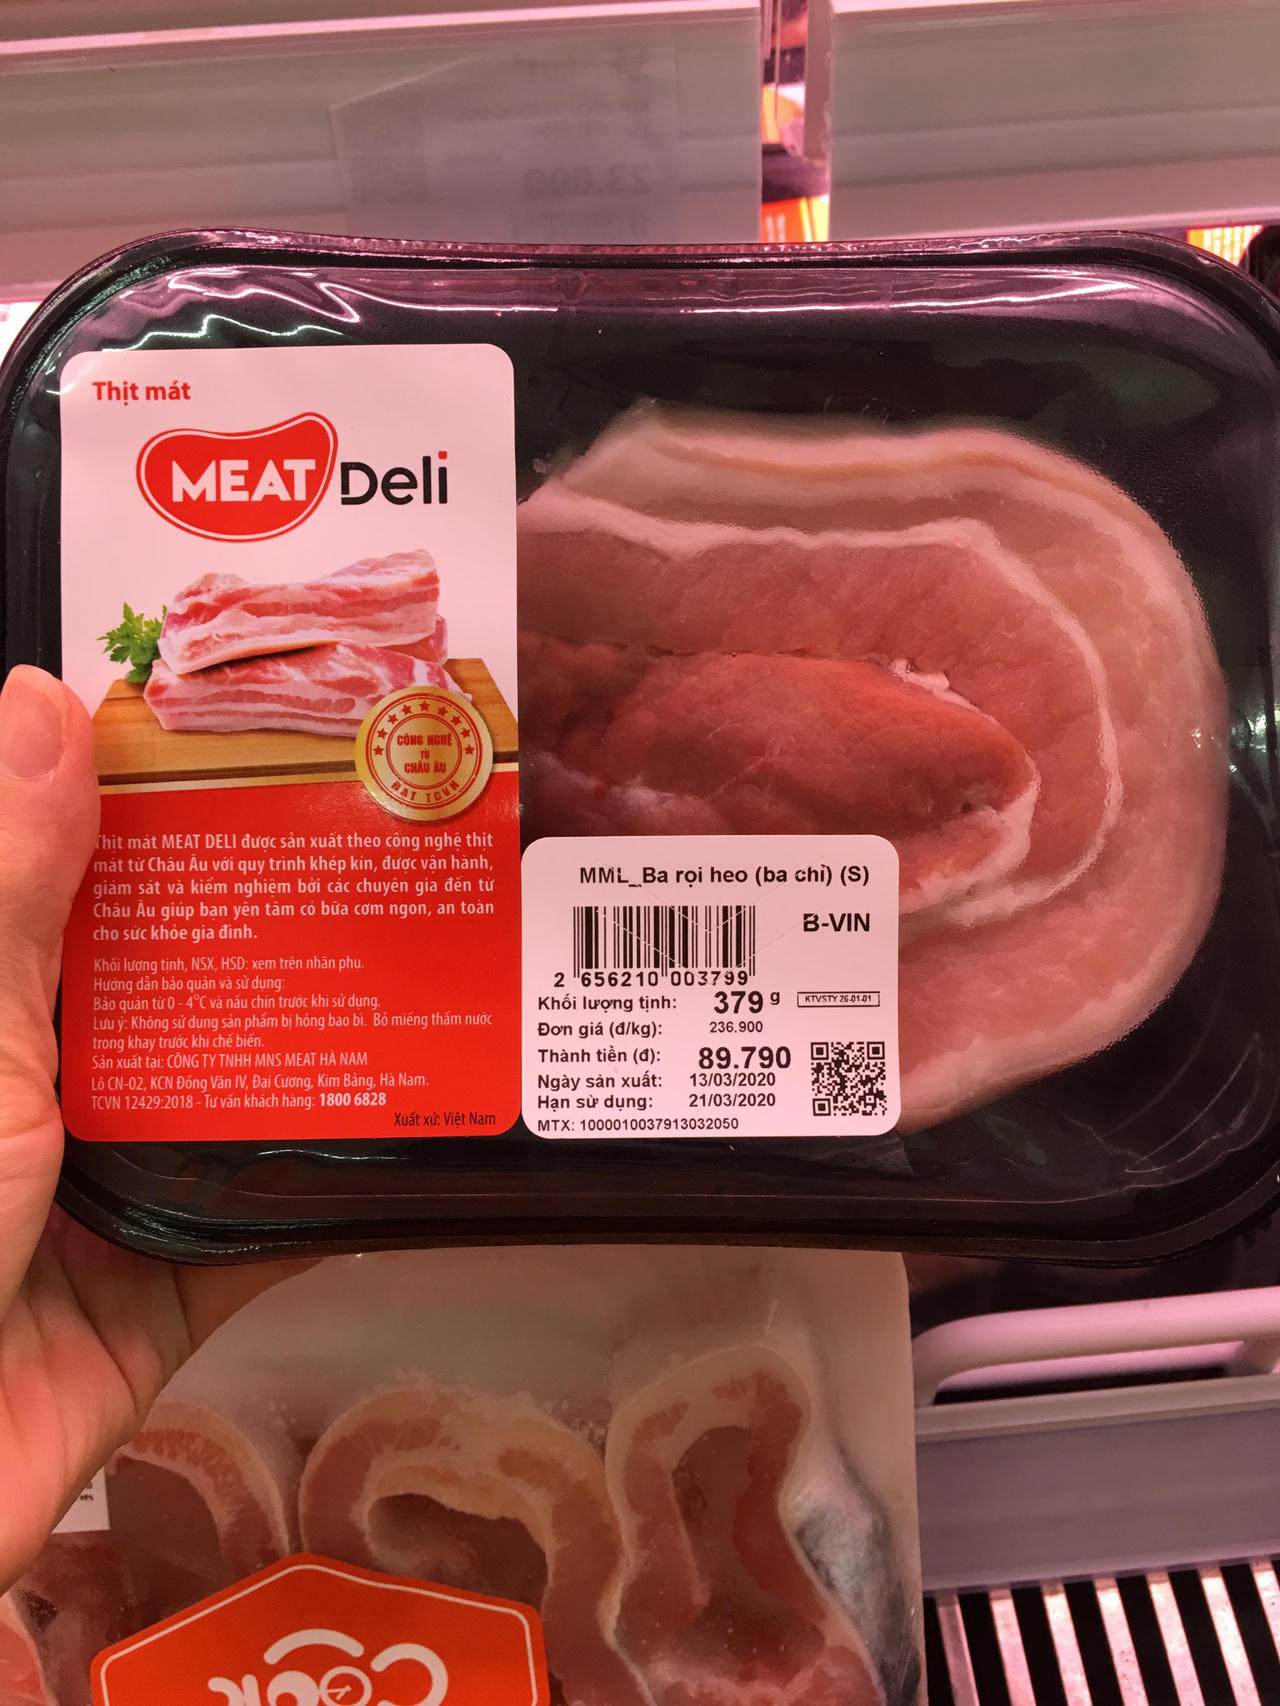 23.000
Thịt mát
MEAT Deli
CÔNG NGHỆ
TỪ
CHÂU ÂU
ĐẠT TCVN
Thịt mát MEAT DELI được sản xuất theo công nghệ thịt
mát từ Châu Âu với quy trình khép kín, được vận hành,
giám sát và kiểm nghiệm bởi các chuyên gia đến từ
Châu Âu giúp bạn yên tâm có bữa cơm ngon, an toàn
cho sức khỏe gia đình.
Khối lượng tịnh, NSX, HSD: xem trên nhãn phụ.
Hướng dẫn bảo quản và sử dụng:
Bảo quản từ 0 - 4°C và nấu chín trước khi sử dụng.
Lưu ý: Không sử dụng sản phẩm bị hỏng bao bì. Bỏ miếng thấm nước
trong khay trước khi chế biến.
Sản xuất tại: CÔNG TY TNHH MNS MEAT HÀ NAM
Lô CN-02, KCN Đồng Văn IV, Đại Cương, Kim Bảng, Hà Nam.
TCVN 12429:2018 - Tư vấn khách hàng: 1800 6828
Xuất xứ: Việt Nam
MML_Ba rọi heo (ba chỉ) (S)
B-VIN
2 656210 003799
Khối lượng tịnh: 379 g
KTVSTY 26-01-01
Đơn giá (đ/kg): 236.900
Thành tiền (đ): 89.790
Ngày sản xuất: 13/03/2020
Hạn sử dụng: 21/03/2020
MTX: 1000010037913032050